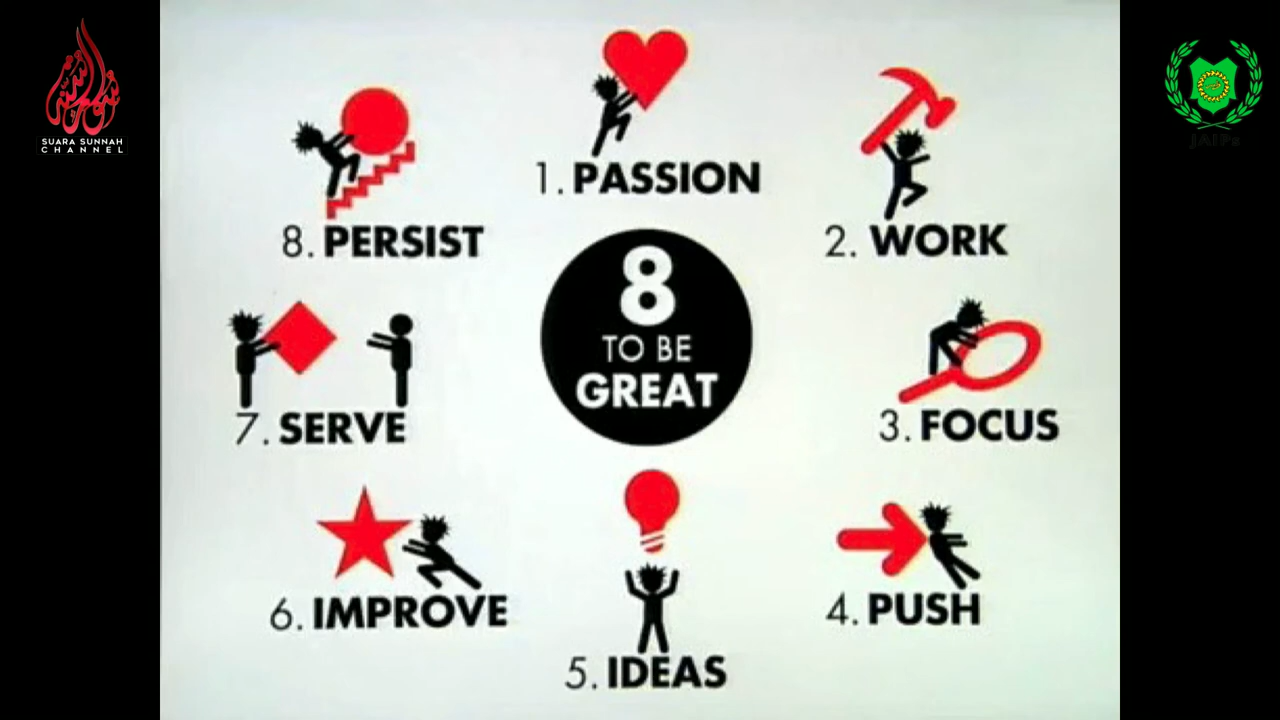 SUARA SUNNAH
CHANNEL
JAIPs
1. PASSION
2. WORK
8. PERSIST
8
TO BE
GREAT
3. FOCUS
7. SERVE
4. PUSH
6. IMPROVE
5. IDEAS